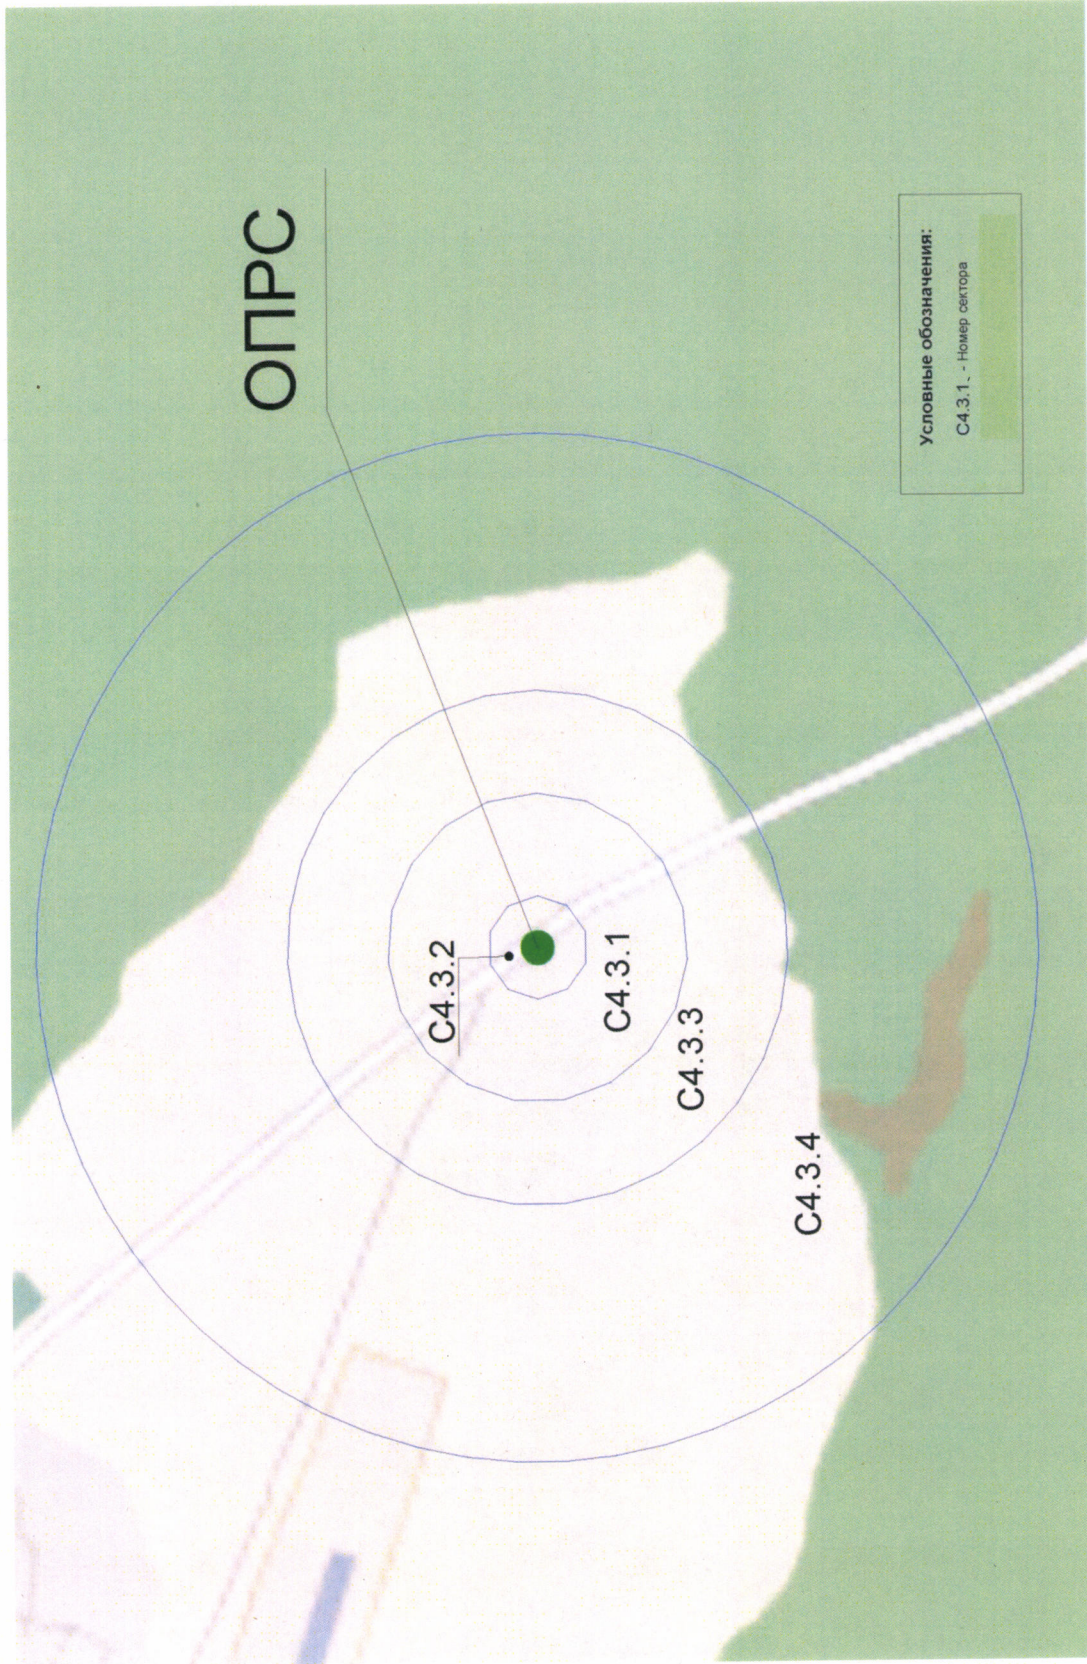 ОПРС
С4.3.2
С4.3.1
С4.3.3
С4.3.4
Условные обозначения:
С4.3.1. - Номер сектора